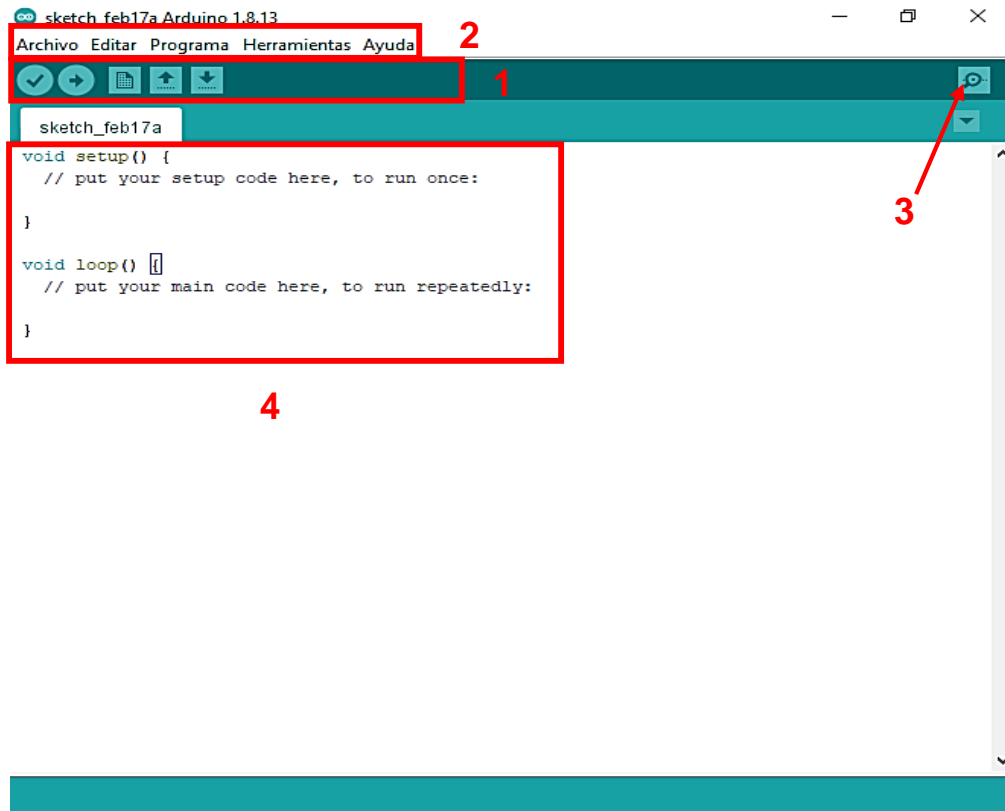 sketch_feb17a Arduino 1.8.13
Archivo Editar Programa Herramientas Ayuda
2
1
sketch_feb17a
3
void setup() {
// put your setup code here, to run once:
}
void loop() {
// put your main code here, to run repeatedly:
}
4